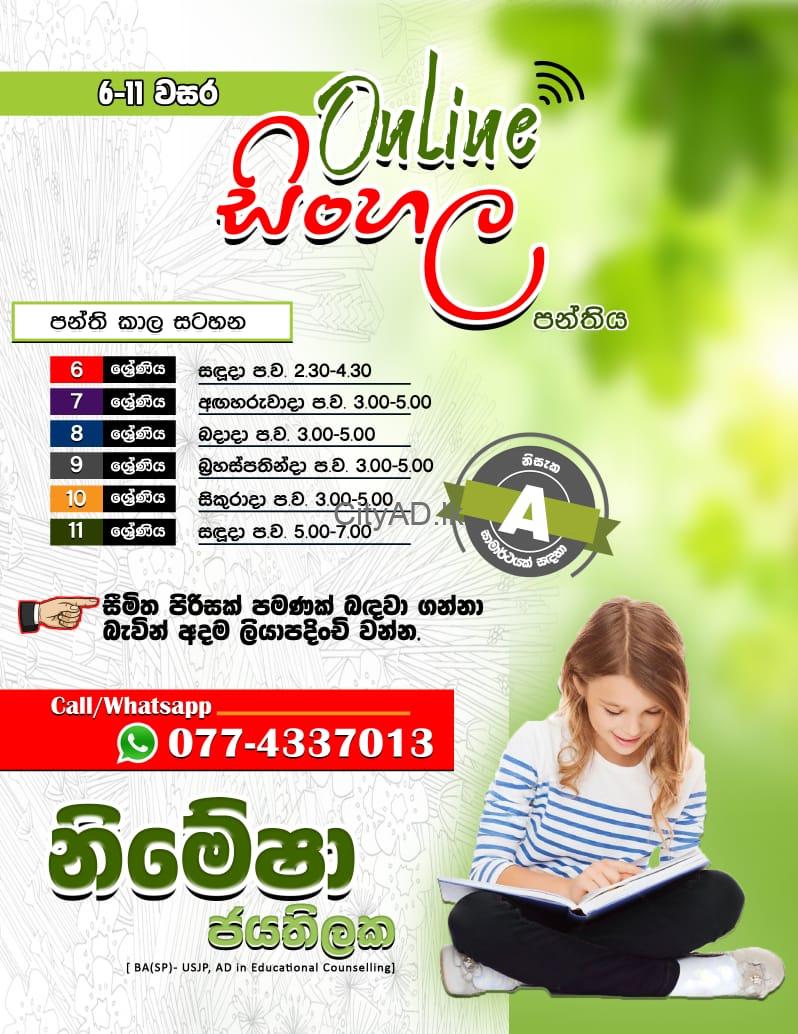 6-11 වසර
Online
සිංහල
පන්තිය
පන්ති කාල සටහන
6 ශ්‍රේණිය සඳුදා ප.ව. 2.30-4.30
7 ශ්‍රේණිය අඟහරුවාදා ප.ව. 3.00-5.00
8 ශ්‍රේණිය බදාදා ප.ව. 3.00-5.00
9 ශ්‍රේණිය බ්‍රහස්පතින්දා ප.ව. 3.00-5.00
10 ශ්‍රේණිය සිකුරාදා ප.ව. 3.00-5.00
11 ශ්‍රේණිය සඳුදා ප.ව. 5.00-7.00
නිසැක
A
සාමාර්ථයක් සඳහා
CityAD.lk
සීමිත පිරිසක් පමණක් බඳවා ගන්නා
බැවින් අදම ලියාපදිංචි වන්න.
Call/Whatsapp
077-4337013
නිමේෂා
ජයතිලක
[ BA(SP)- USJP, AD in Educational Counselling]